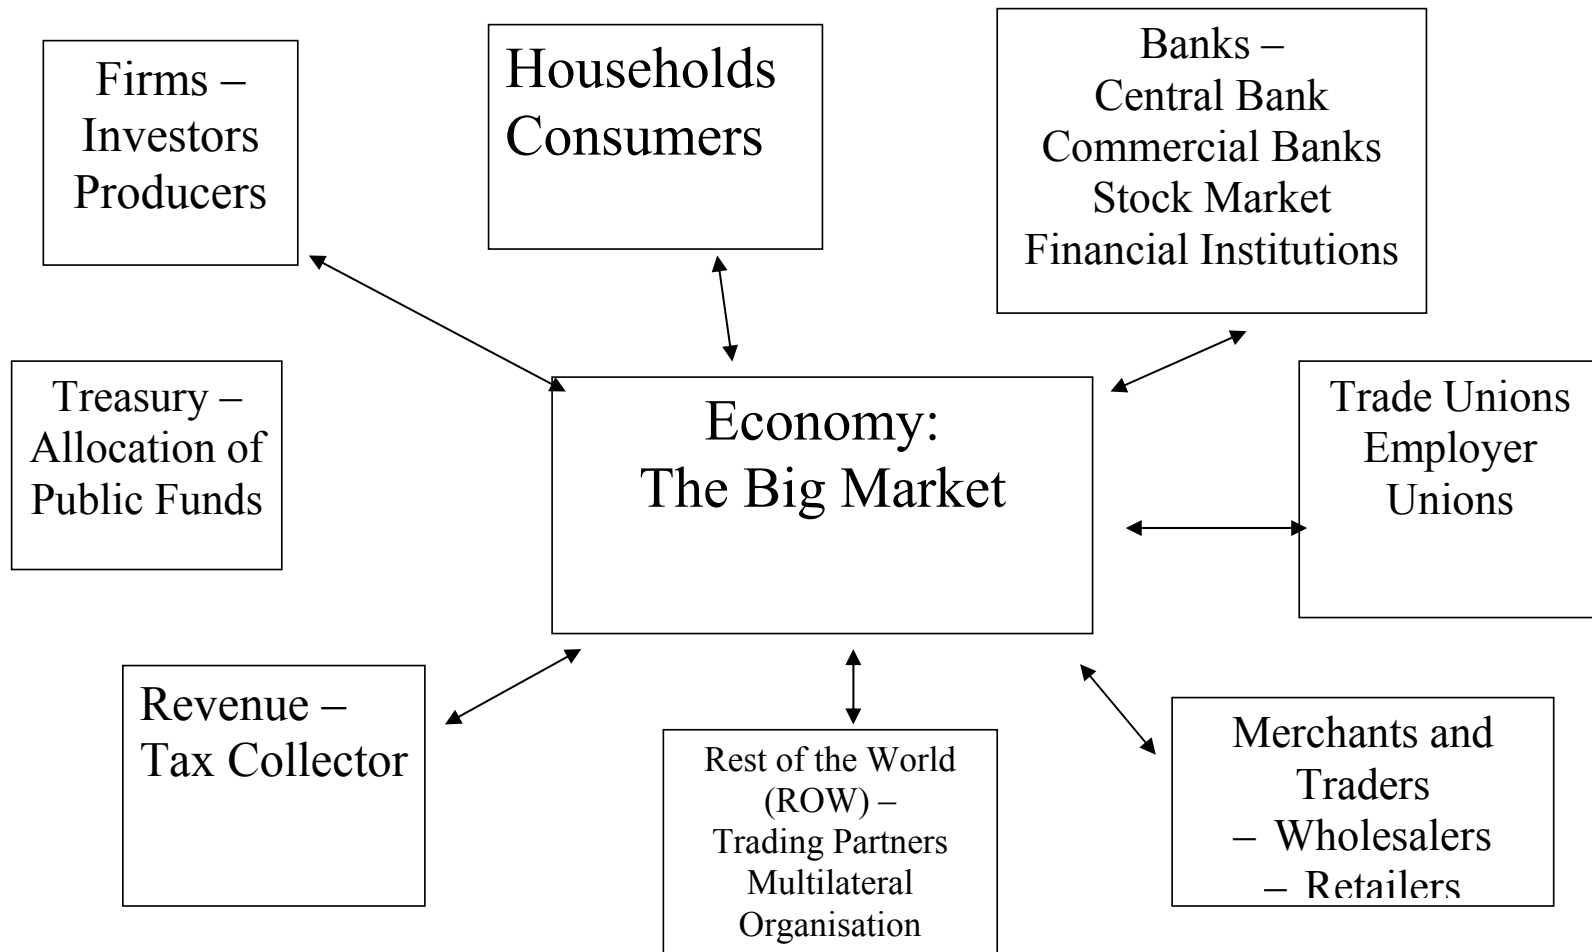 Firms –
Investors
Producers
Households
Consumers
Banks –
Central Bank
Commercial Banks
Stock Market
Financial Institutions
Treasury –
Allocation of
Public Funds
Economy:
The Big Market
Trade Unions
Employer
Unions
Revenue –
Tax Collector
Rest of the World
(ROW) –
Trading Partners
Multilateral
Organisation
Merchants and
Traders
– Wholesalers
– Retailers